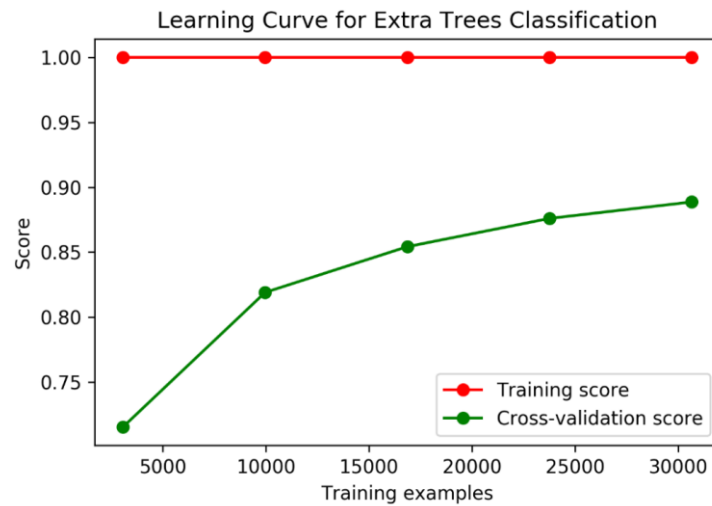 Learning Curve for Extra Trees Classification
1.00
0.95
0.90
0.85
0.80
0.75
Score
Training score
Cross-validation score
5000 10000 15000 20000 25000 30000
Training examples